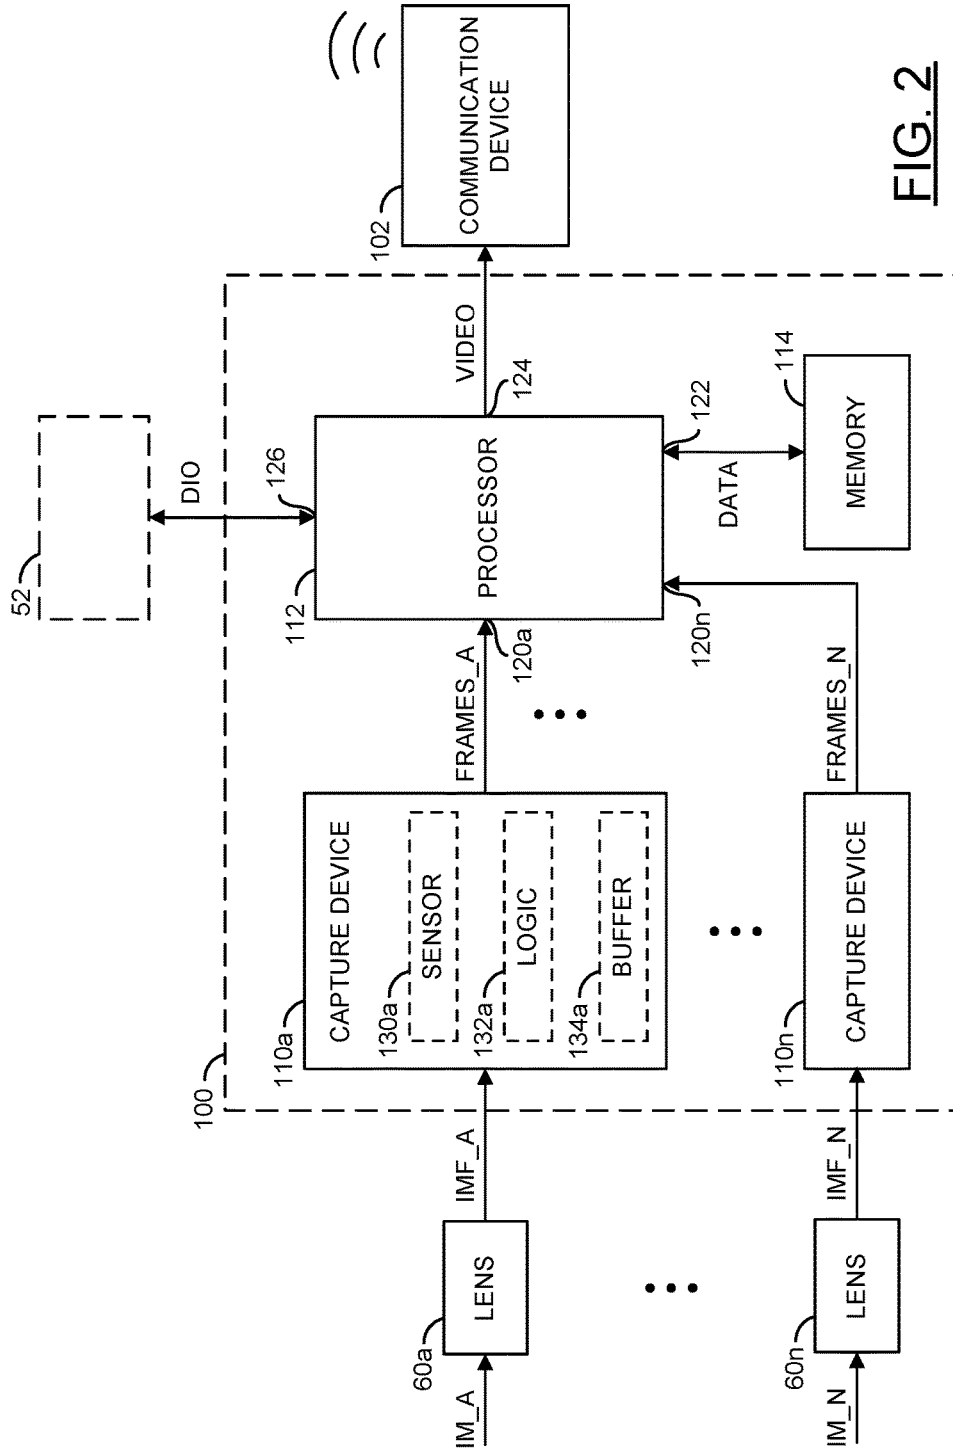 100
52
DIO
126
110a
CAPTURE DEVICE
130a
SENSOR
132a
LOGIC
134a
BUFFER
112
PROCESSOR
102
COMMUNICATION
DEVICE
IM_A
60a
LENS
IMF_A
FRAMES_A
120a
124
VIDEO
120n
122
DATA
114
MEMORY
IM_N
60n
LENS
IMF_N
110n
CAPTURE DEVICE
FRAMES_N
FIG. 2